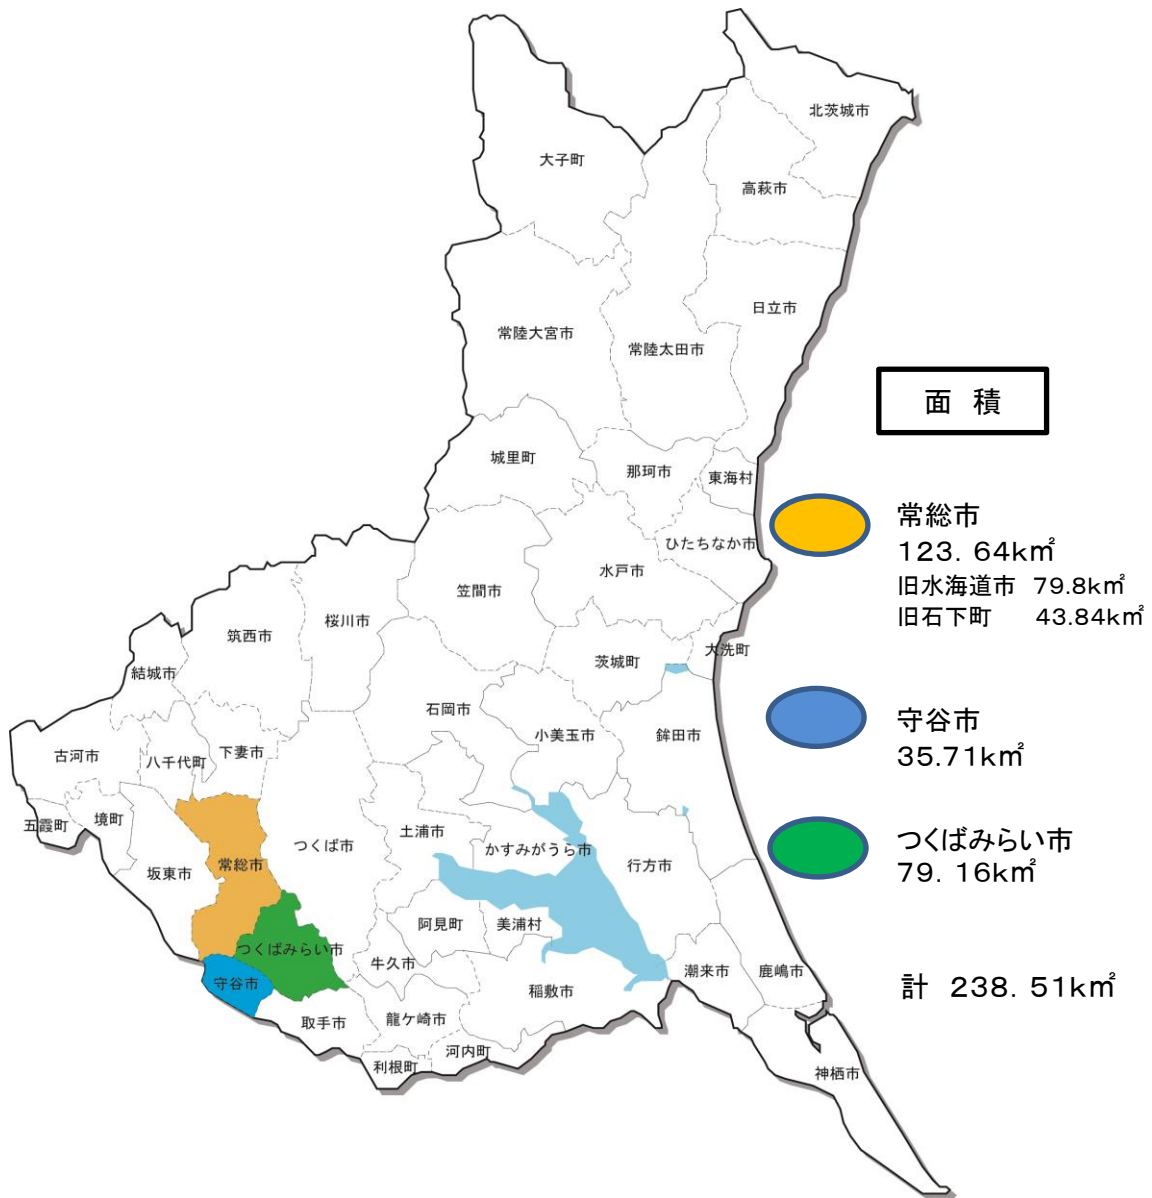 北茨城市
大子町
高萩市
日立市
常陸大宮市
常陸太田市
面 積
城里町
那珂市
東海村
常総市
123. 64k㎡
旧水海道市 79.8k㎡
旧石下町 43.84k㎡
ひたちなか市
水戸市
笠間市
桜川市
筑西市
茨城町
大洗町
結城市
石岡市
小美玉市
鉾田市
守谷市
35.71k㎡
古河市
八千代町
下妻市
五霞町
境町
つくば市
土浦市
かすみがうら市
行方市
つくばみらい市
79. 16k㎡
坂東市
常総市
阿見町
美浦村
つくばみらい市
牛久市
守谷市
稲敷市
潮来市
鹿嶋市
計 238. 51k㎡
取手市
龍ケ崎市
河内町
利根町
神栖市